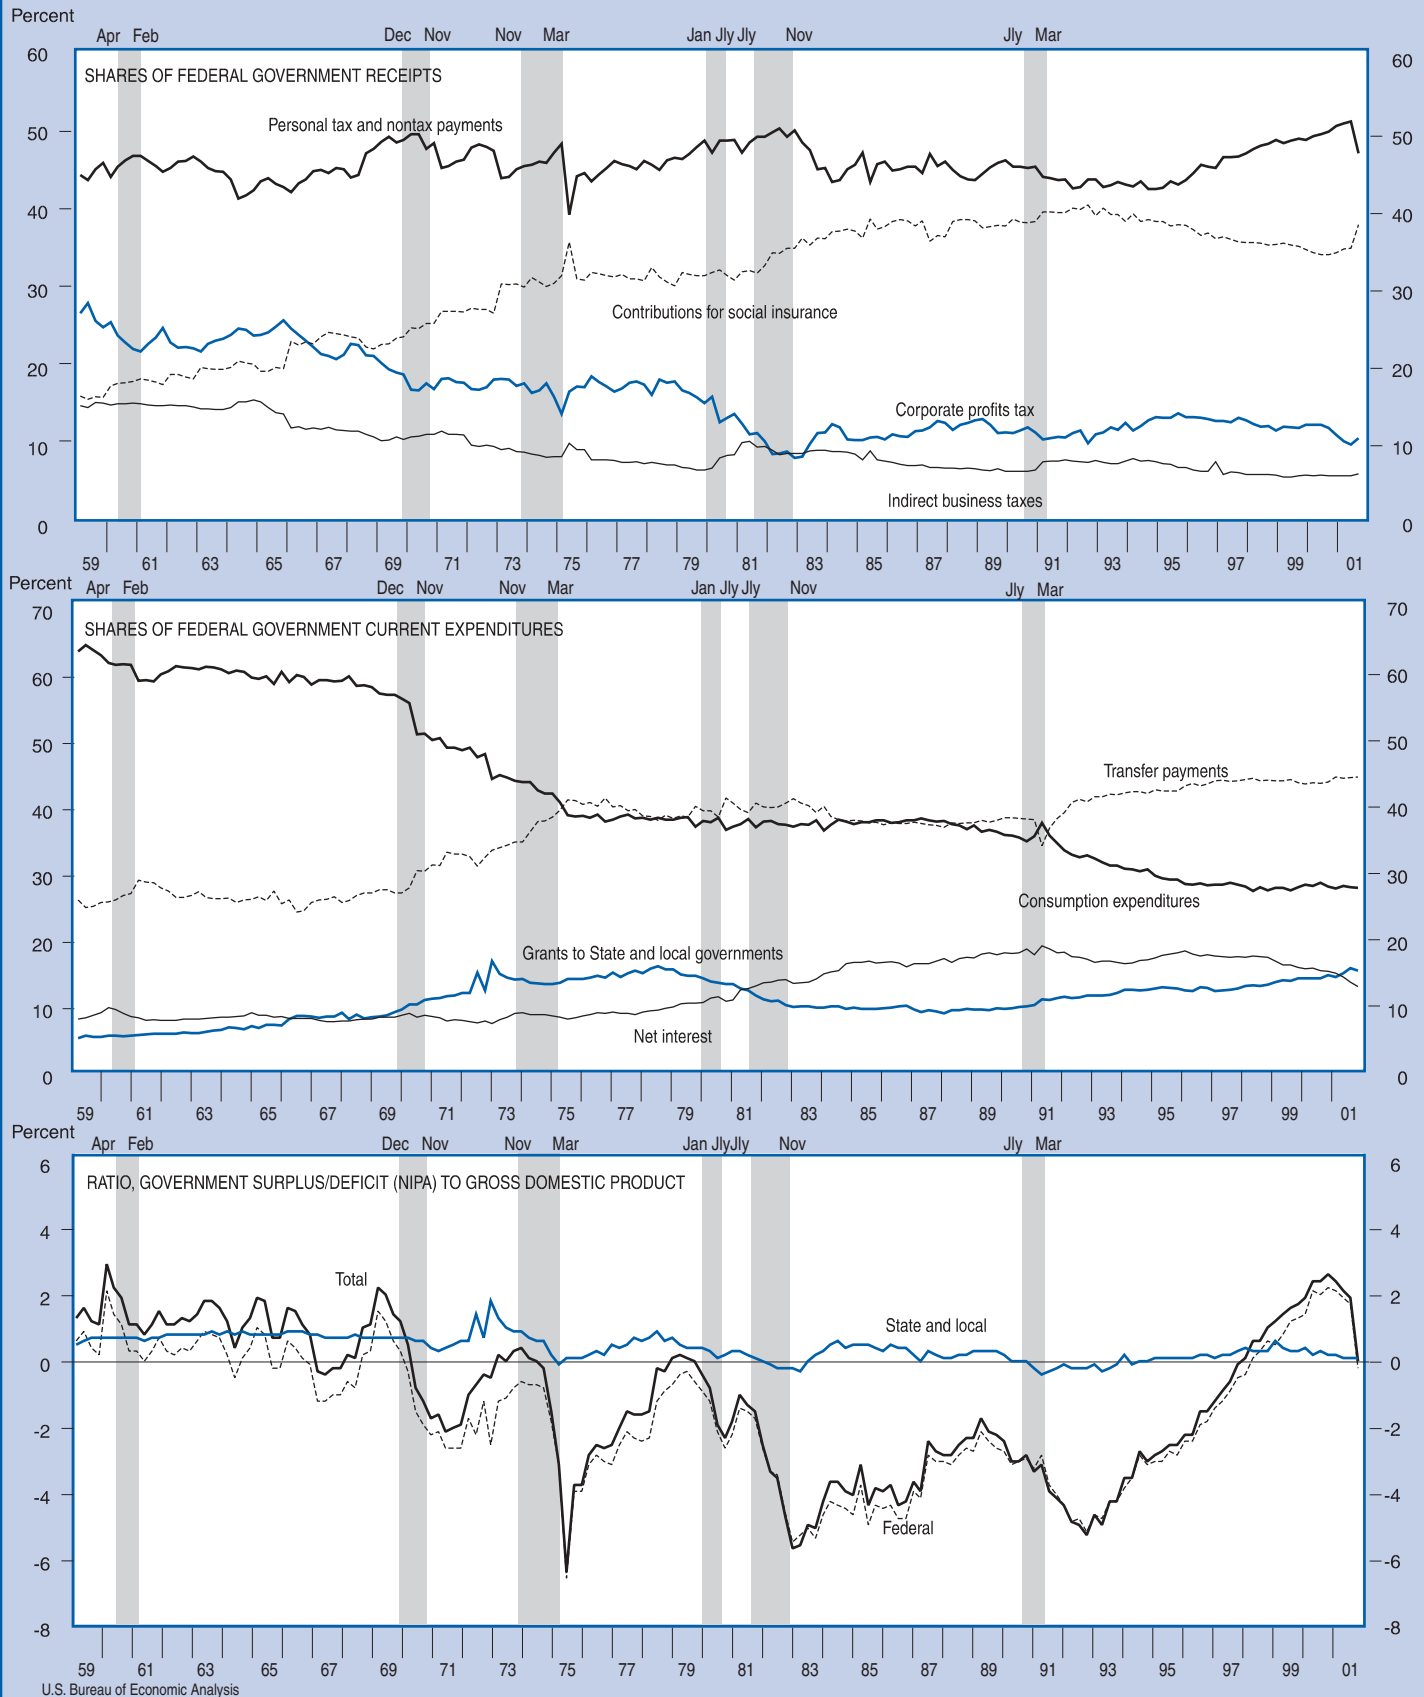 Percent
Apr Feb Dec Nov Nov Mar Jan Jly Jly Nov Jly Mar
60 60
SHARES OF FEDERAL GOVERNMENT RECEIPTS
Personal tax and nontax payments
50 50
40 40
30 30
Contributions for social insurance
20 20
Corporate profits tax
10 10
Indirect business taxes
0 0
59 61 63 65 67 69 71 73 75 77 79 81 83 85 87 89 91 93 95 97 99 01
Percent
Apr Feb Dec Nov Nov Mar Jan Jly Jly Nov Jly Mar
70 70
SHARES OF FEDERAL GOVERNMENT CURRENT EXPENDITURES
60 60
50 50
Transfer payments
40 40
30 30
Consumption expenditures
20 20
Grants to State and local governments
10 10
Net interest
0 0
59 61 63 65 67 69 71 73 75 77 79 81 83 85 87 89 91 93 95 97 99 01
Percent
Apr Feb Dec Nov Nov Mar Jan Jly Jly Nov Jly Mar
6 6
RATIO, GOVERNMENT SURPLUS/DEFICIT (NIPA) TO GROSS DOMESTIC PRODUCT
4 4
Total
2 2
State and local
0 0
-2 -2
-4 -4
Federal
-6 -6
-8 -8
59 61 63 65 67 69 71 73 75 77 79 81 83 85 87 89 91 93 95 97 99 01
U.S. Bureau of Economic Analysis